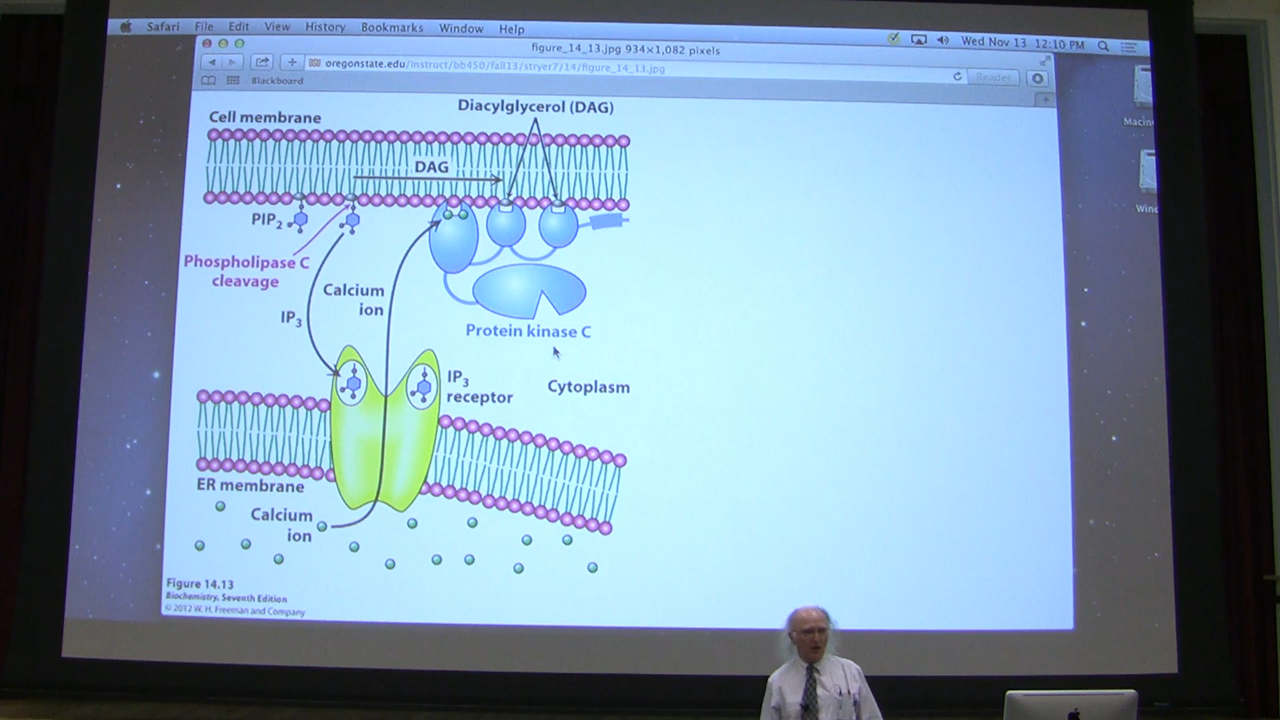 Safari File Edit View History Bookmarks Window Help
Wed Nov 13 12:10 PM
figure_14_13.jpg 934×1,082 pixels
oregonstate.edu/instruct/bb450/fall13/stryer7/14/figure_14_13.jpg
Reader
Blackboard
Diacylglycerol (DAG)
Cell membrane
DAG
PIP2
Phospholipase C
cleavage
Calcium
ion
IP3
Protein kinase C
IP3
receptor
Cytoplasm
ER membrane
Calcium
ion
Figure 14.13
Biochemistry, Seventh Edition
© 2012 W. H. Freeman and Company